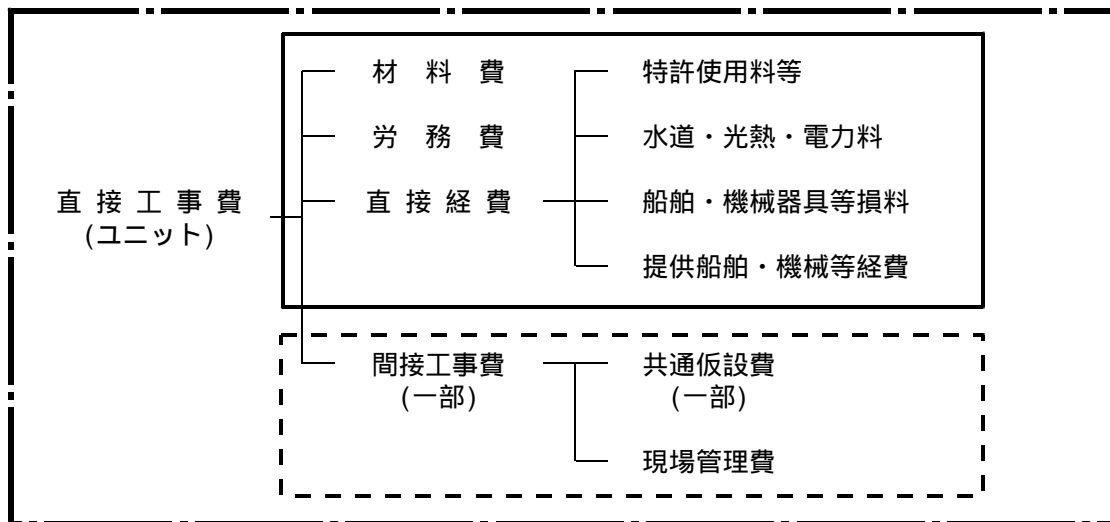 材料費 特許使用料等
労務費 水道・光熱・電力料
直接工事費 直接経費 船舶・機械器具等損料
(ユニット)
提供船舶・機械等経費
間接工事費 共通仮設費
(一部) (一部)
現場管理費